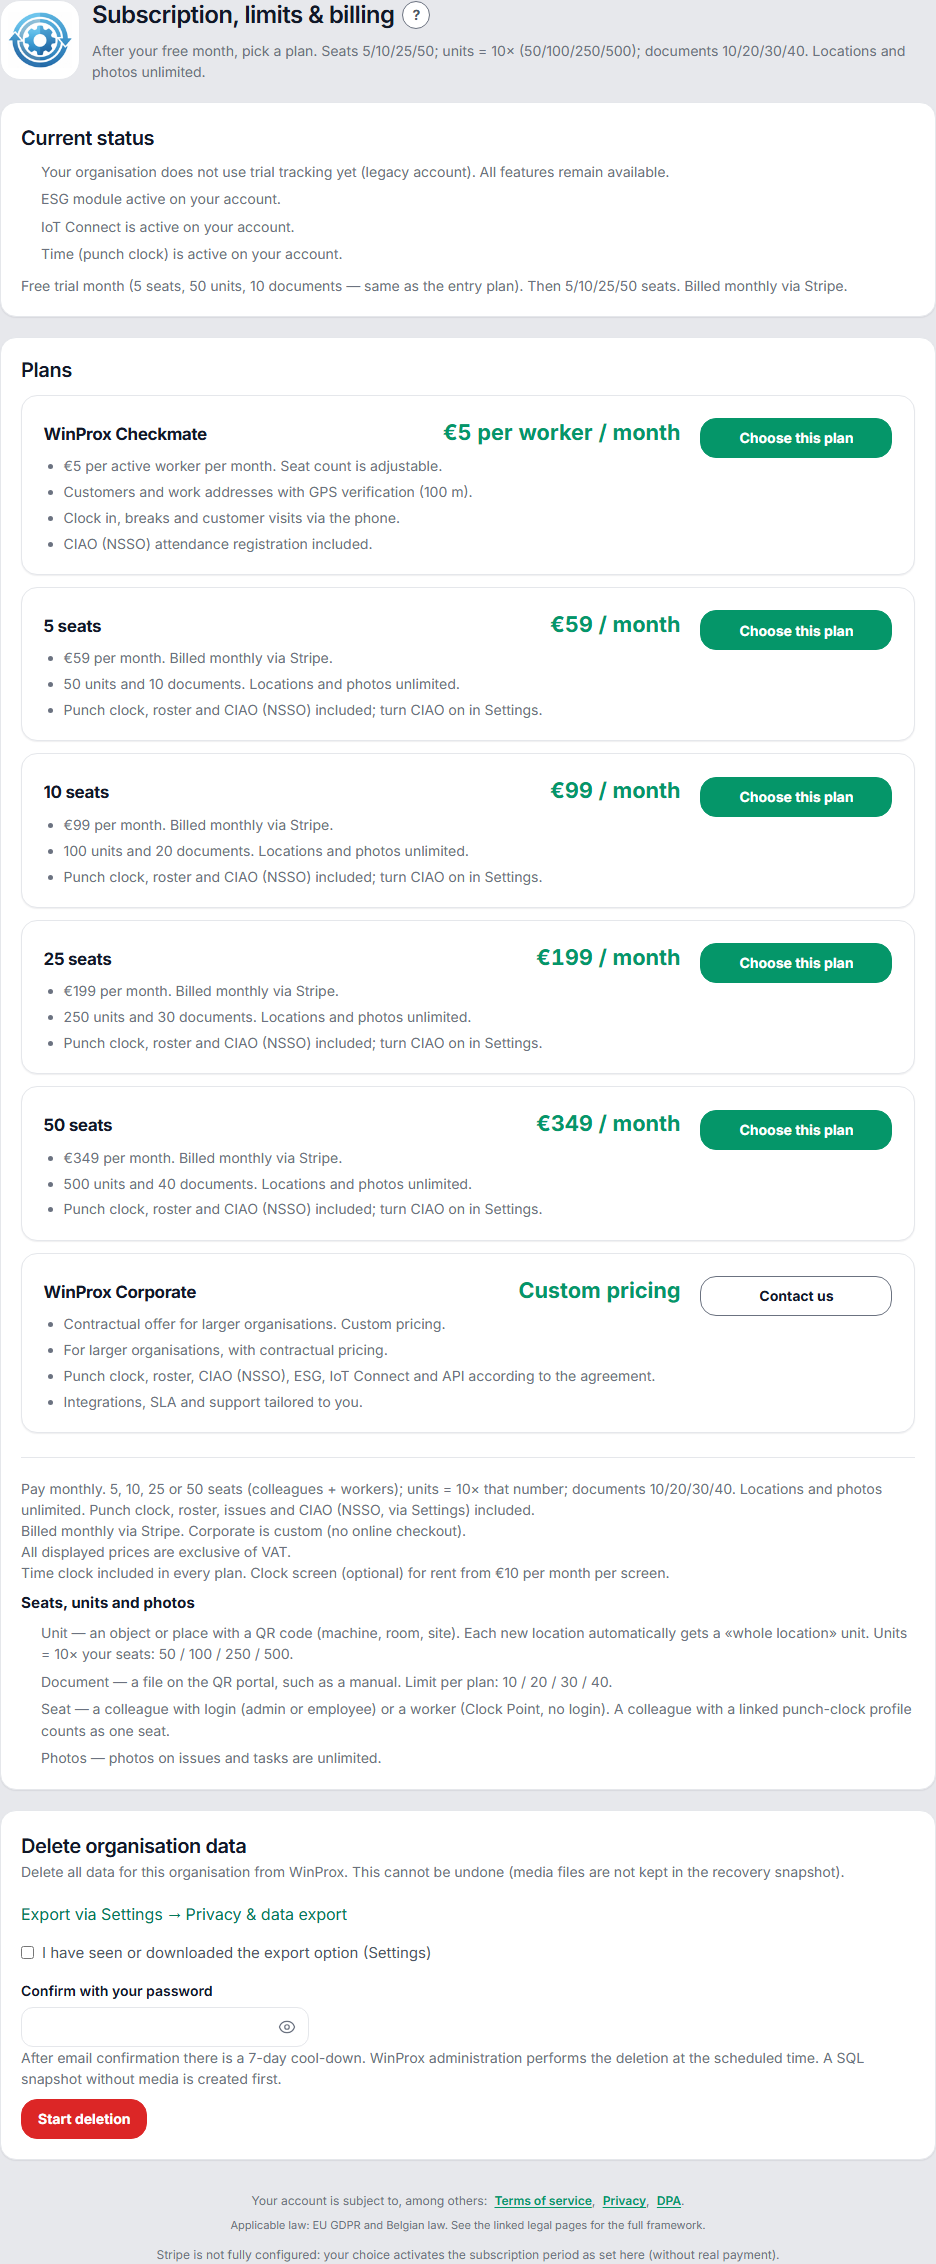 Subscription, limits & billing ?
After your free month, pick a plan. Seats 5/10/25/50; units = 10× (50/100/250/500); documents 10/20/30/40. Locations and
photos unlimited.
Current status
Your organisation does not use trial tracking yet (legacy account). All features remain available.
ESG module active on your account.
IoT Connect is active on your account.
Time (punch clock) is active on your account.
Free trial month (5 seats, 50 units, 10 documents — same as the entry plan). Then 5/10/25/50 seats. Billed monthly via Stripe.
Plans
WinProx Checkmate
€5 per worker / month
Choose this plan
• €5 per active worker per month. Seat count is adjustable.
• Customers and work addresses with GPS verification (100 m).
• Clock in, breaks and customer visits via the phone.
• CIAO (NSSO) attendance registration included.
5 seats
€59 / month
Choose this plan
• €59 per month. Billed monthly via Stripe.
• 50 units and 10 documents. Locations and photos unlimited.
• Punch clock, roster and CIAO (NSSO) included; turn CIAO on in Settings.
10 seats
€99 / month
Choose this plan
• €99 per month. Billed monthly via Stripe.
• 100 units and 20 documents. Locations and photos unlimited.
• Punch clock, roster and CIAO (NSSO) included; turn CIAO on in Settings.
25 seats
€199 / month
Choose this plan
• €199 per month. Billed monthly via Stripe.
• 250 units and 30 documents. Locations and photos unlimited.
• Punch clock, roster and CIAO (NSSO) included; turn CIAO on in Settings.
50 seats
€349 / month
Choose this plan
• €349 per month. Billed monthly via Stripe.
• 500 units and 40 documents. Locations and photos unlimited.
• Punch clock, roster and CIAO (NSSO) included; turn CIAO on in Settings.
WinProx Corporate
Custom pricing
Contact us
• Contractual offer for larger organisations. Custom pricing.
• For larger organisations, with contractual pricing.
• Punch clock, roster, CIAO (NSSO), ESG, IoT Connect and API according to the agreement.
• Integrations, SLA and support tailored to you.
Pay monthly. 5, 10, 25 or 50 seats (colleagues + workers); units = 10× that number; documents 10/20/30/40. Locations and photos
unlimited. Punch clock, roster, issues and CIAO (NSSO, via Settings) included.
Billed monthly via Stripe. Corporate is custom (no online checkout).
All displayed prices are exclusive of VAT.
Time clock included in every plan. Clock screen (optional) for rent from €10 per month per screen.
Seats, units and photos
Unit — an object or place with a QR code (machine, room, site). Each new location automatically gets a «whole location» unit. Units
= 10× your seats: 50 / 100 / 250 / 500.
Document — a file on the QR portal, such as a manual. Limit per plan: 10 / 20 / 30 / 40.
Seat — a colleague with login (admin or employee) or a worker (Clock Point, no login). A colleague with a linked punch-clock profile
counts as one seat.
Photos — photos on issues and tasks are unlimited.
Delete organisation data
Delete all data for this organisation from WinProx. This cannot be undone (media files are not kept in the recovery snapshot).
Export via Settings → Privacy & data export
I have seen or downloaded the export option (Settings)
Confirm with your password
After email confirmation there is a 7-day cool-down. WinProx administration performs the deletion at the scheduled time. A SQL
snapshot without media is created first.
Start deletion
Your account is subject to, among others: Terms of service, Privacy, DPA.
Applicable law: EU GDPR and Belgian law. See the linked legal pages for the full framework.
Stripe is not fully configured: your choice activates the subscription period as set here (without real payment).